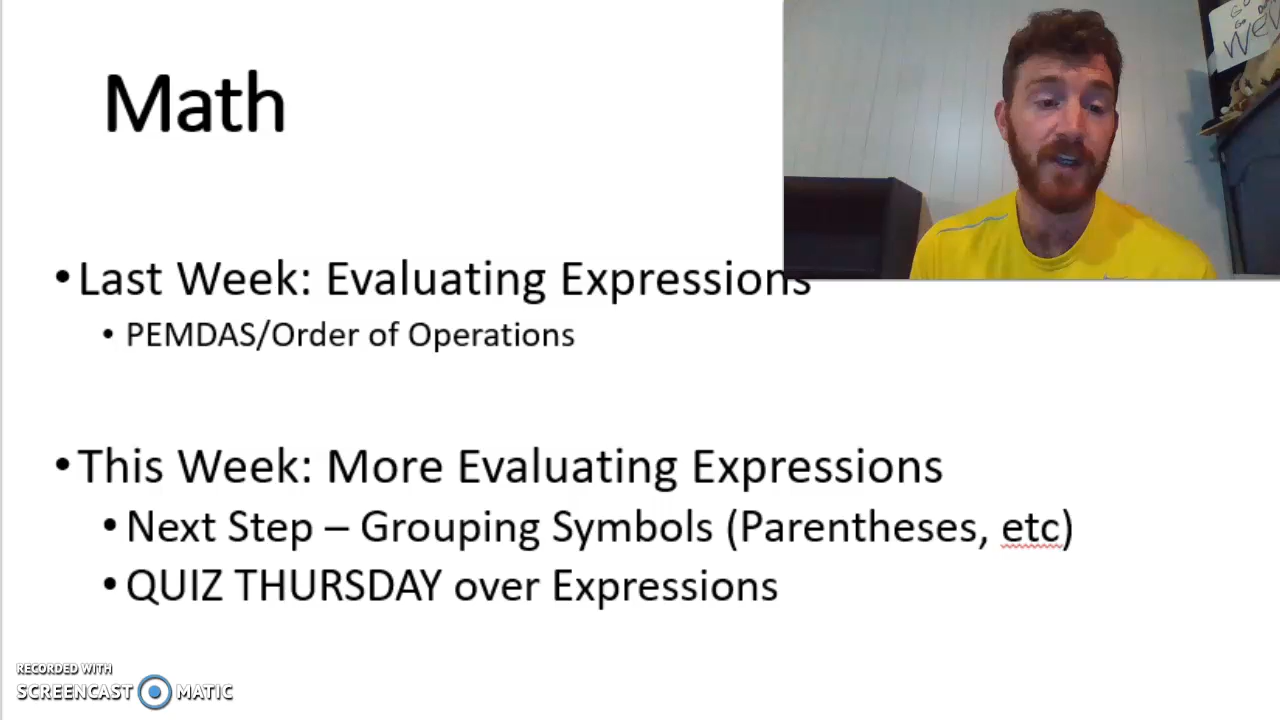 Math
• Last Week: Evaluating Expressions
• PEMDAS/Order of Operations
• This Week: More Evaluating Expressions
• Next Step – Grouping Symbols (Parentheses, etc)
• QUIZ THURSDAY over Expressions
RECORDED WITH
SCREENCAST MATIC